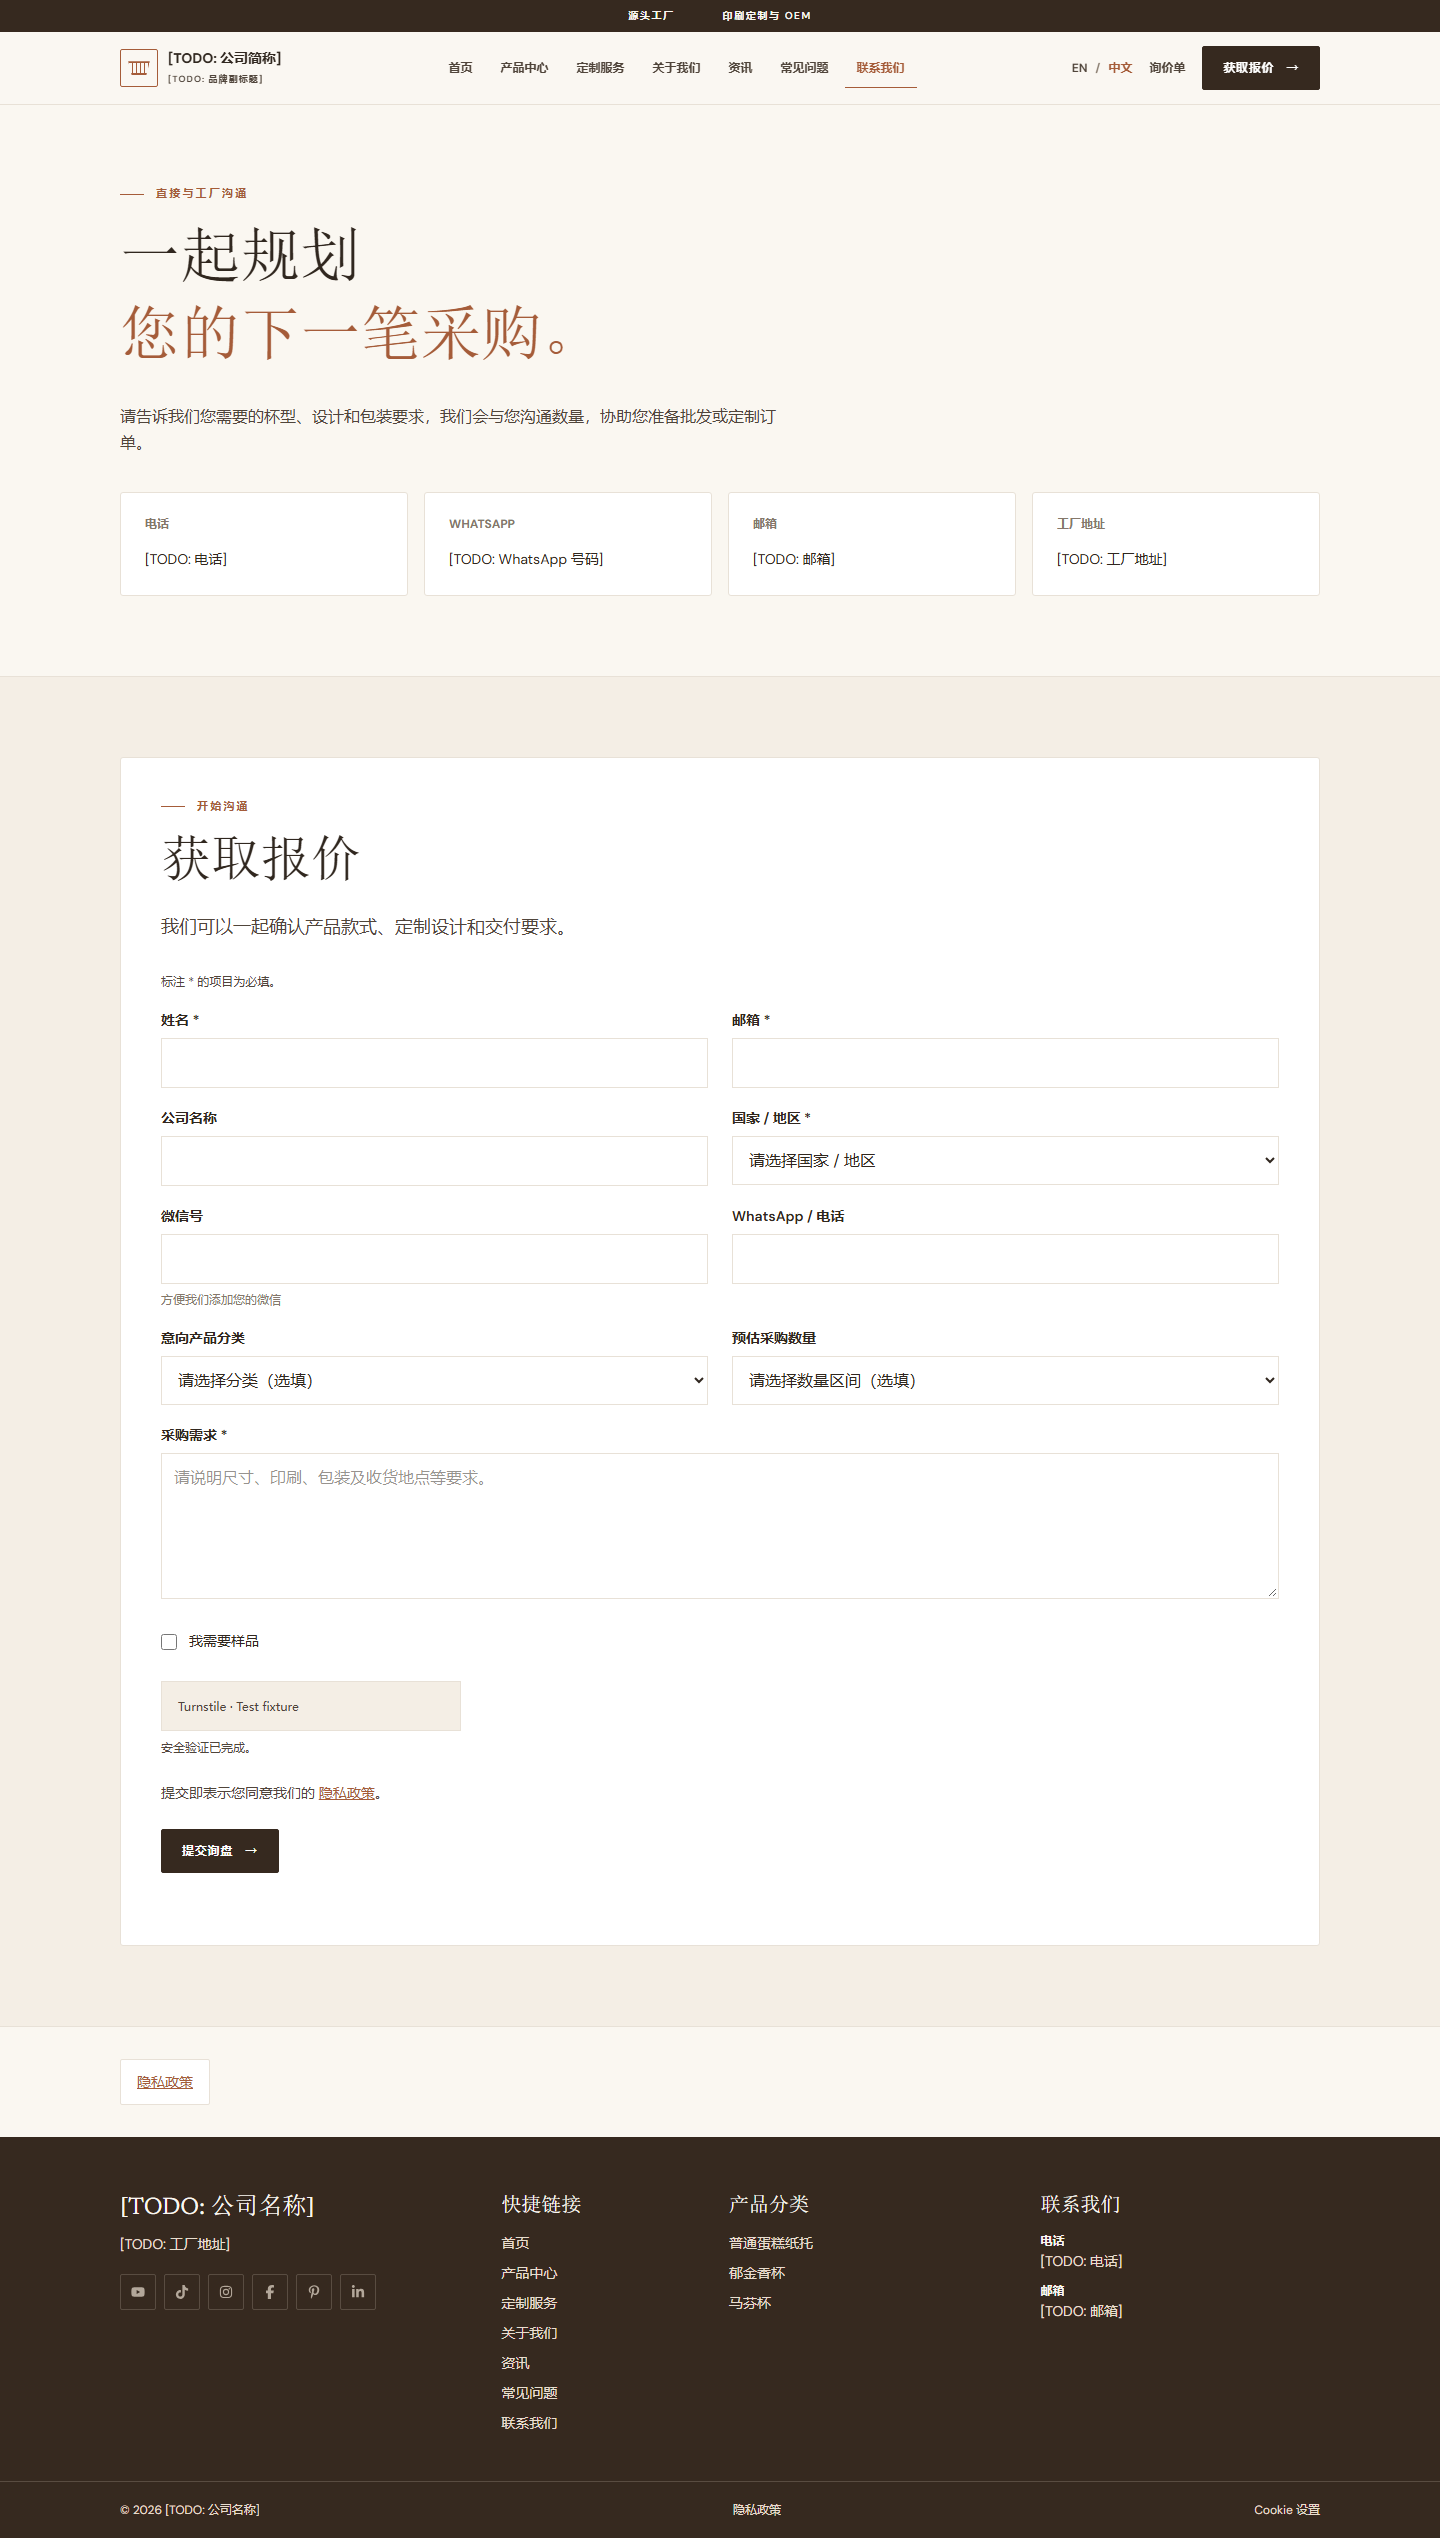 源头工厂 印刷定制与 OEM
[TODO: 公司简称]
[TODO: 品牌副标题]
首页 产品中心 定制服务 关于我们 资讯 常见问题 联系我们
EN / 中文 询价单 获取报价 →
直接与工厂沟通
一起规划
您的下一笔采购。
请告诉我们您需要的杯型、设计和包装要求，我们会与您沟通数量，协助您准备批发或定制订
单。
电话
[TODO: 电话]
WHATSAPP
[TODO: WhatsApp 号码]
邮箱
[TODO: 邮箱]
工厂地址
[TODO: 工厂地址]
开始沟通
获取报价
我们可以一起确认产品款式、定制设计和交付要求。
标注 * 的项目为必填。
姓名 *
邮箱 *
公司名称
国家 / 地区 *
请选择国家 / 地区
微信号
WhatsApp / 电话
方便我们添加您的微信
意向产品分类
预估采购数量
请选择分类（选填）
请选择数量区间（选填）
采购需求 *
请说明尺寸、印刷、包装及收货地点等要求。
我需要样品
Turnstile · Test fixture
安全验证已完成。
提交即表示您同意我们的 隐私政策。
提交询盘 →
隐私政策
[TODO: 公司名称]
[TODO: 工厂地址]
快捷链接
首页
产品中心
定制服务
关于我们
资讯
常见问题
联系我们
产品分类
普通蛋糕纸托
郁金香杯
马芬杯
联系我们
电话
[TODO: 电话]
邮箱
[TODO: 邮箱]
© 2026 [TODO: 公司名称]
隐私政策
Cookie 设置